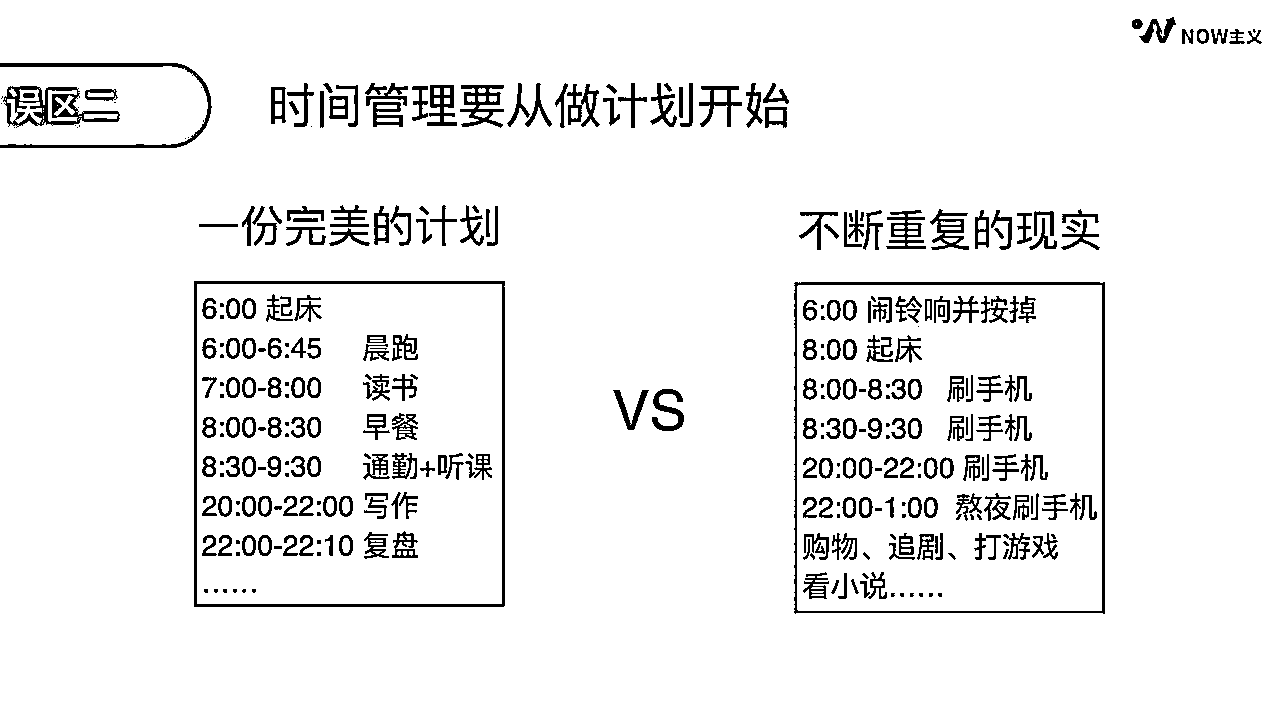 NOW主义
误区二
时间管理要从做计划开始
一份完美的计划
6:00 起床
6:00-6:45 晨跑
7:00-8:00 读书
8:00-8:30 早餐
8:30-9:30 通勤+听课
20:00-22:00 写作
22:00-22:10 复盘
……
VS
不断重复的现实
6:00 闹铃响并按掉
8:00 起床
8:00-8:30 刷手机
8:30-9:30 刷手机
20:00-22:00 刷手机
22:00-1:00 熬夜刷手机
购物、追剧、打游戏
看小说……